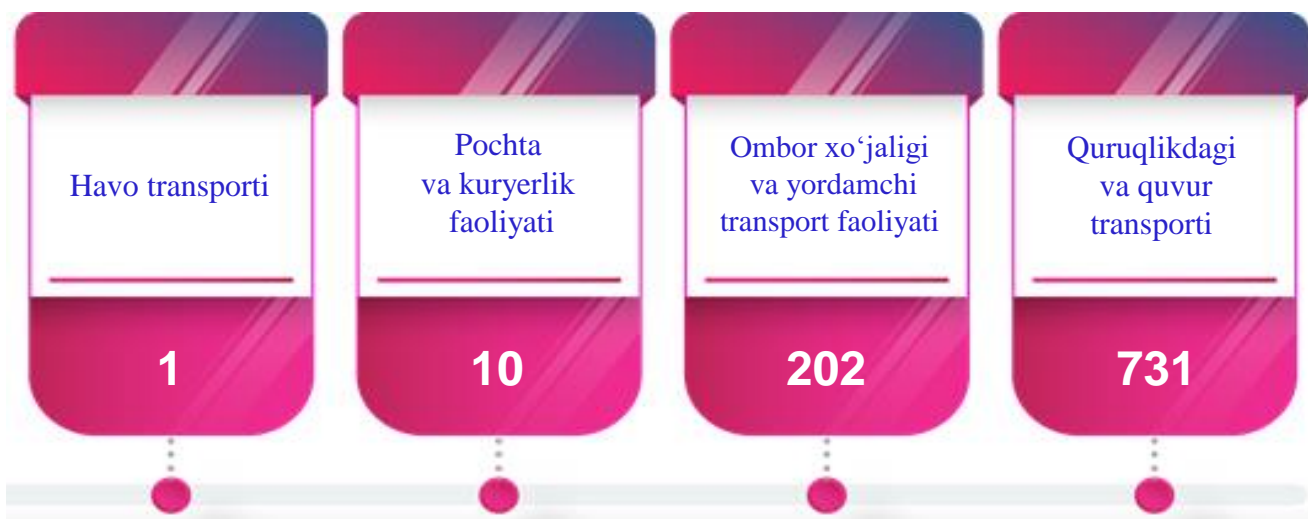 Havo transporti
1
Pochta
va kuryerlik
faoliyati
10
Ombor xo‘jaligi
va yordamchi
transport faoliyati
202
Quruqlikdagi
va quvur
transporti
731